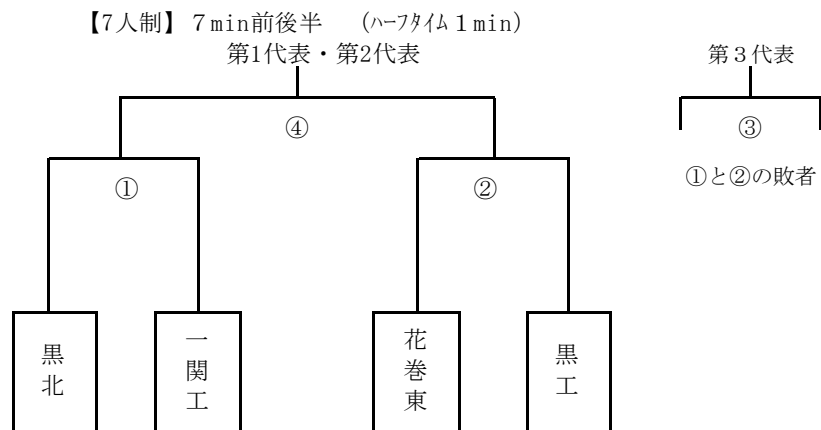 【7人制】 7min前後半 （ﾊｰﾌﾀｲﾑ１min）
第1代表・第2代表
第３代表
④
③
①
②
①と②の敗者
黒北
一関工
花巻東
黒工